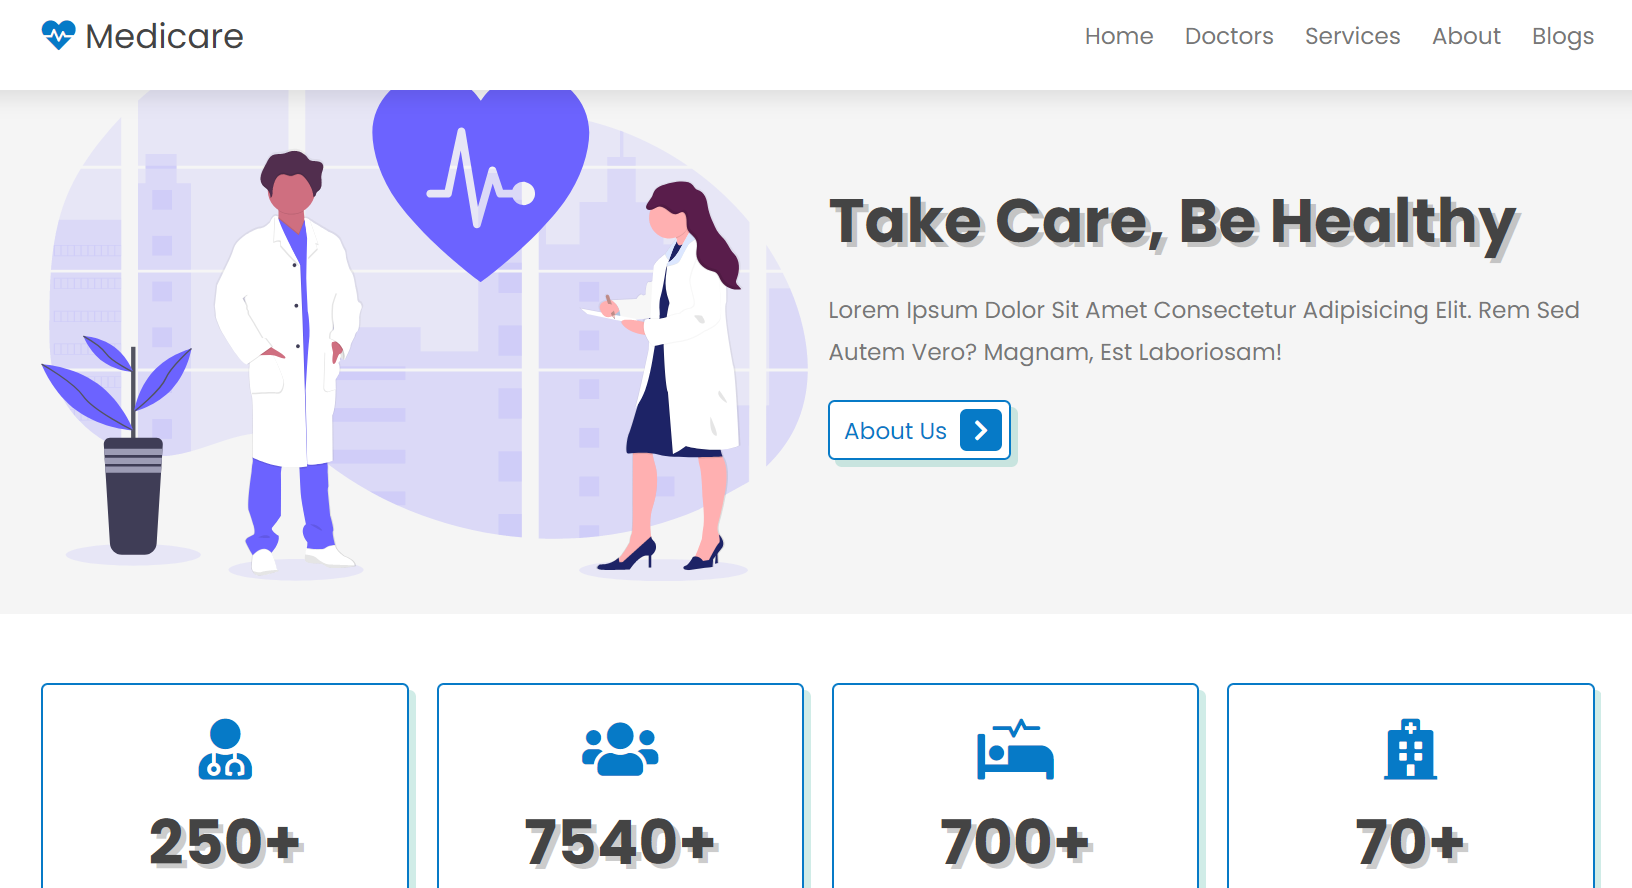 Medicare
Home Doctors Services About Blogs
Take Care, Be Healthy
Lorem Ipsum Dolor Sit Amet Consectetur Adipisicing Elit. Rem Sed
Autem Vero? Magnam, Est Laboriosam!
About Us
250+ 7540+ 700+ 70+